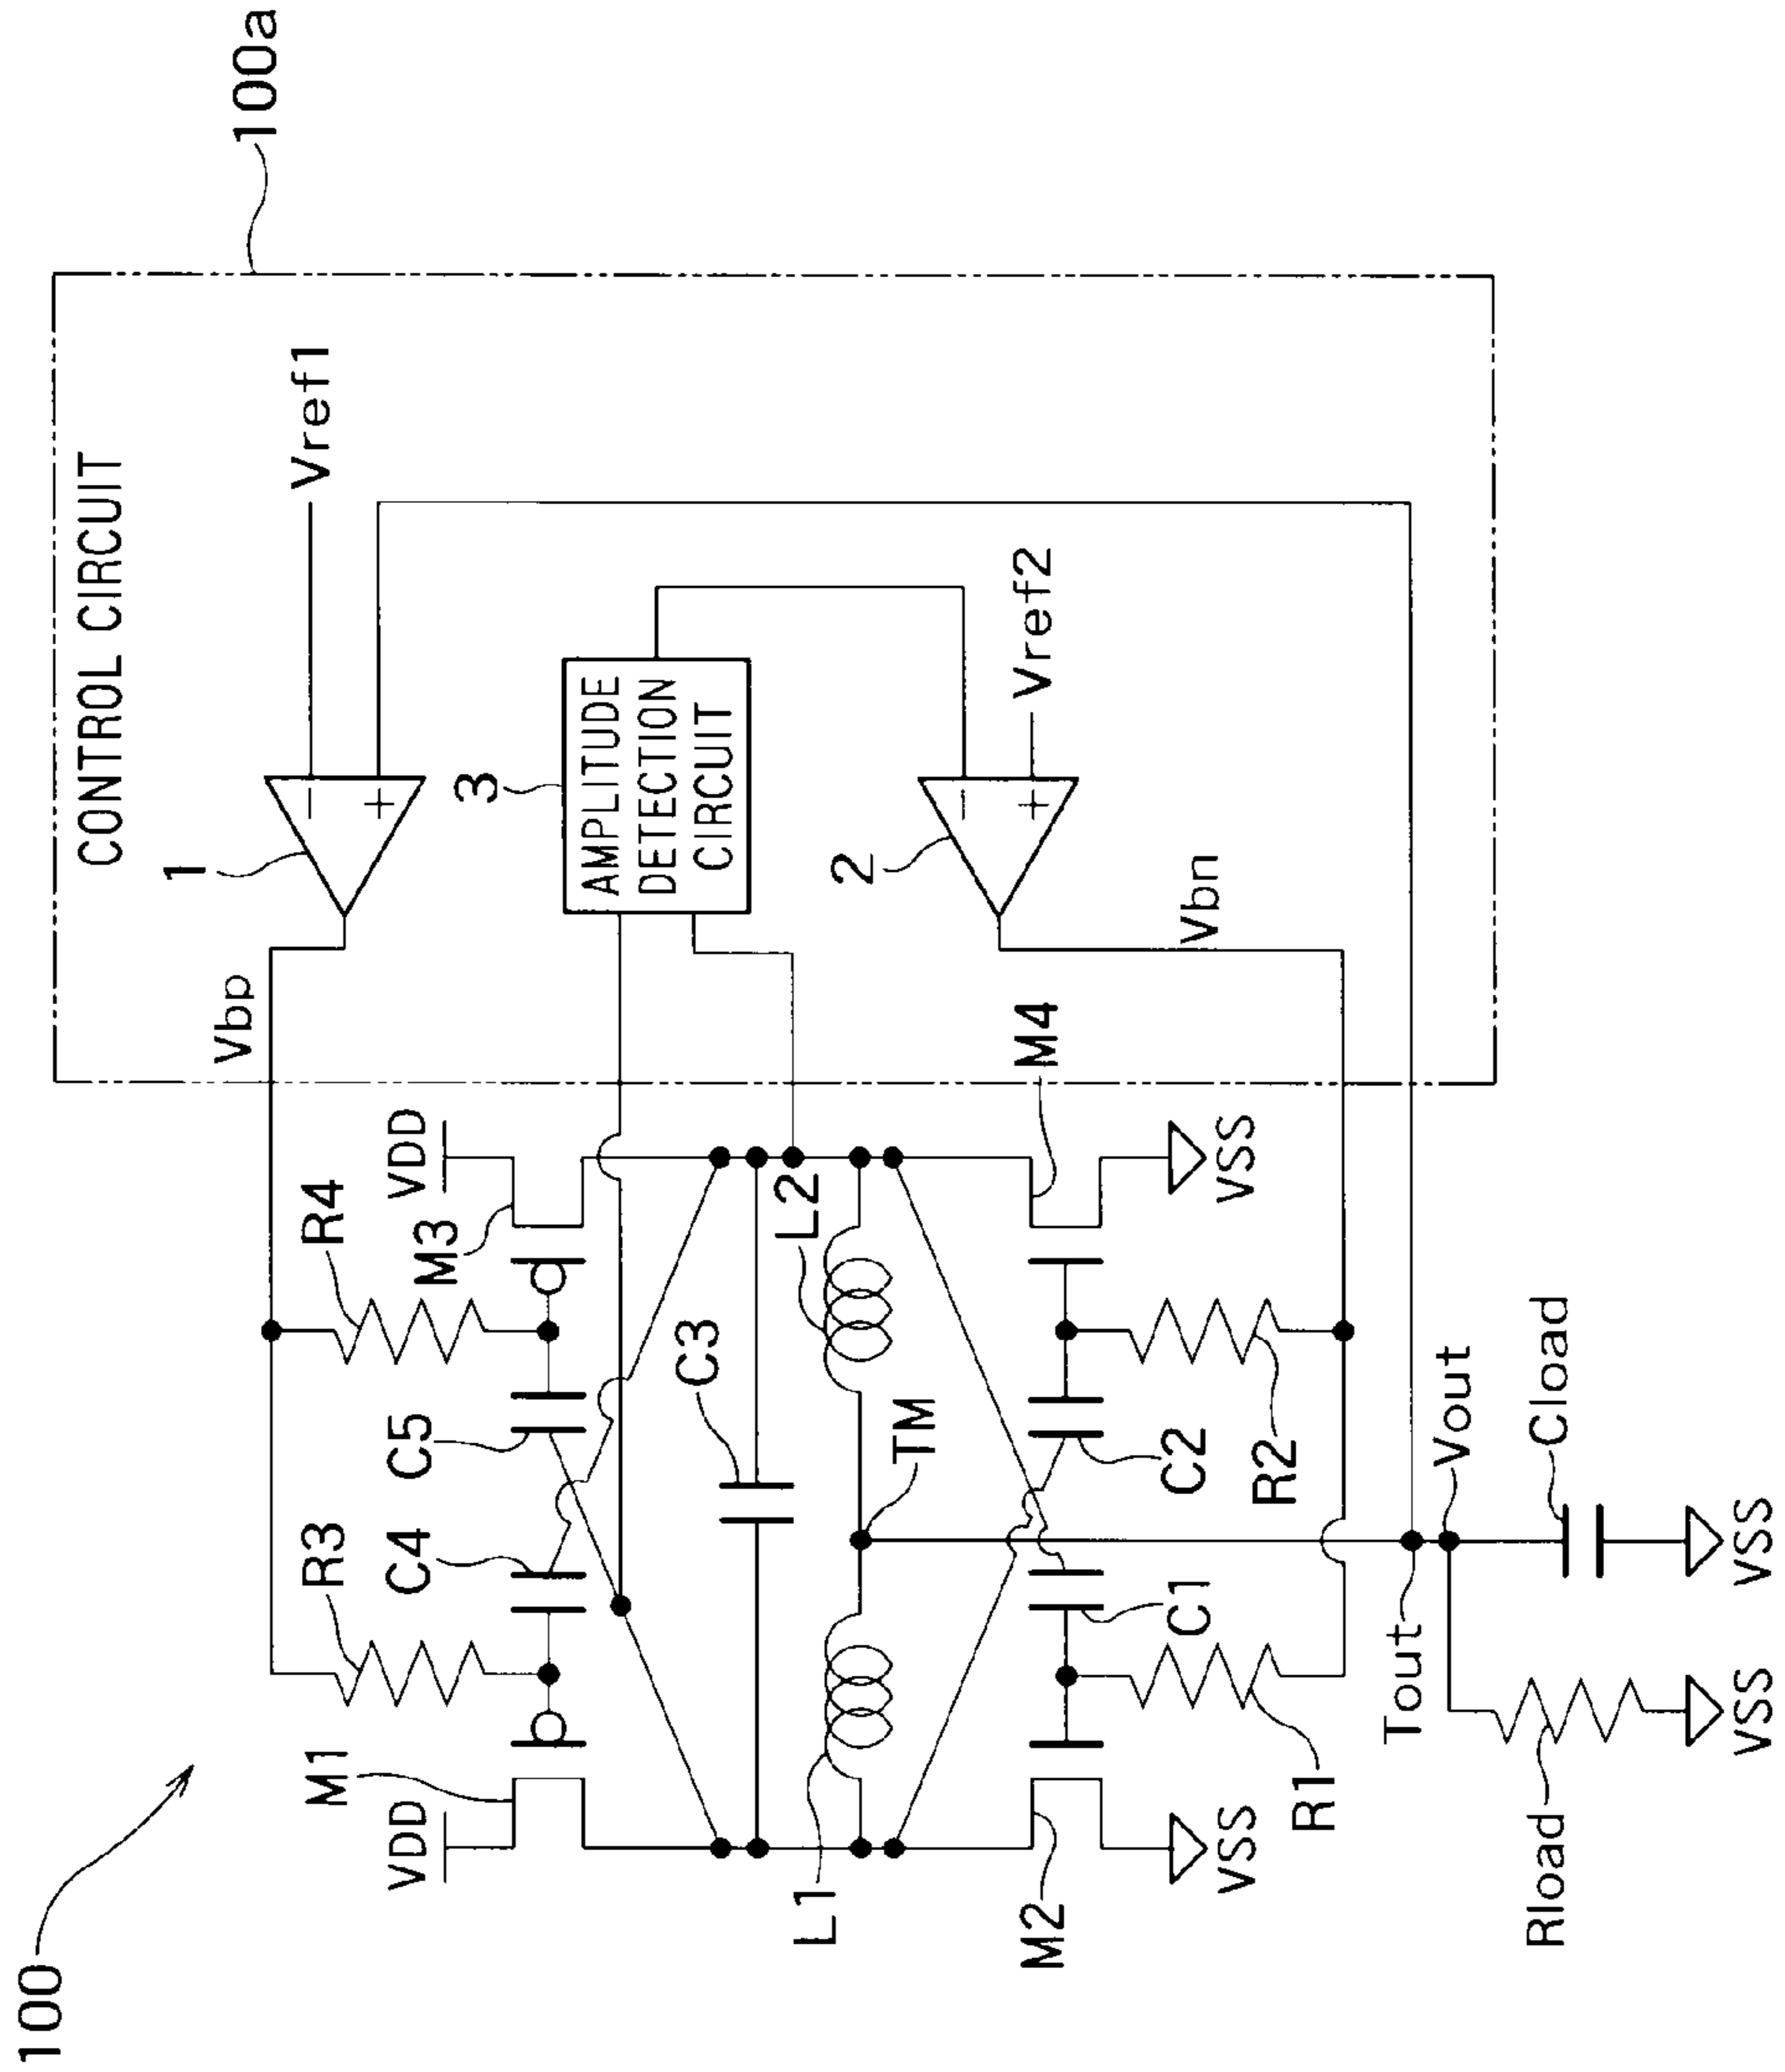 100
100a
CONTROL CIRCUIT
Vref1
1
−
+
Vbp
3
AMPLITUDE
DETECTION
CIRCUIT
Vref2
2
−
+
Vbn
VDD
VDD
R3
R4
M1
M3
C4
C5
C3
L1
L2
TM
M2
M4
C1
C2
R1
R2
VSS
VSS
Tout
Vout
Rload
Cload
VSS
VSS